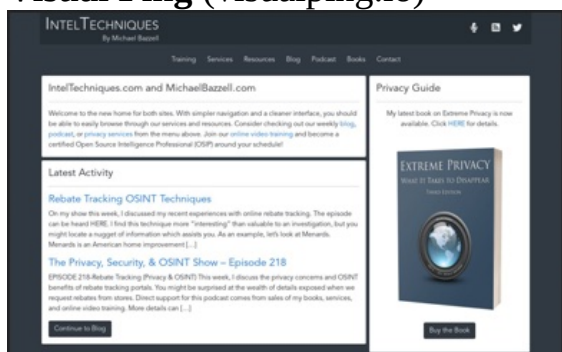 Visual Ping (visualping.io)
INTELTECHNIQUES
By Michael Bazzell
Training Services Resources Blog Podcast Books Contact
IntelTechniques.com and MichaelBazzell.com
Welcome to the new home for both sites. With simpler navigation and a cleaner interface, you should
be able to easily browse through our services and resources. Consider checking out our weekly blog,
podcast, or privacy services from the menu above. Join our online video training and become a
certified Open Source Intelligence Professional (OSIP) around your schedule!
Latest Activity
Rebate Tracking OSINT Techniques
On my show this week, I discussed my recent experiences with online rebate tracking. The episode
can be heard HERE. I find this technique more "interesting" than valuable to an investigation, but you
might locate a nugget of information which assists you. As an example, let's look at Menards.
Menards is an American home improvement [...]
The Privacy, Security, & OSINT Show – Episode 218
EPISODE 218-Rebate Tracking (Privacy & OSINT) This week, I discuss the privacy concerns and OSINT
benefits of rebate tracking portals. You might be surprised at the wealth of details exposed when we
request rebates from stores. Direct support for this podcast comes from sales of my books, services,
and online video training. More details can [...]
Continue to Blog
Privacy Guide
My latest book on Extreme Privacy is now
available. Click HERE for details.
EXTREME PRIVACY
WHAT IT TAKES TO DISAPPEAR
THIRD EDITION
Buy the Book